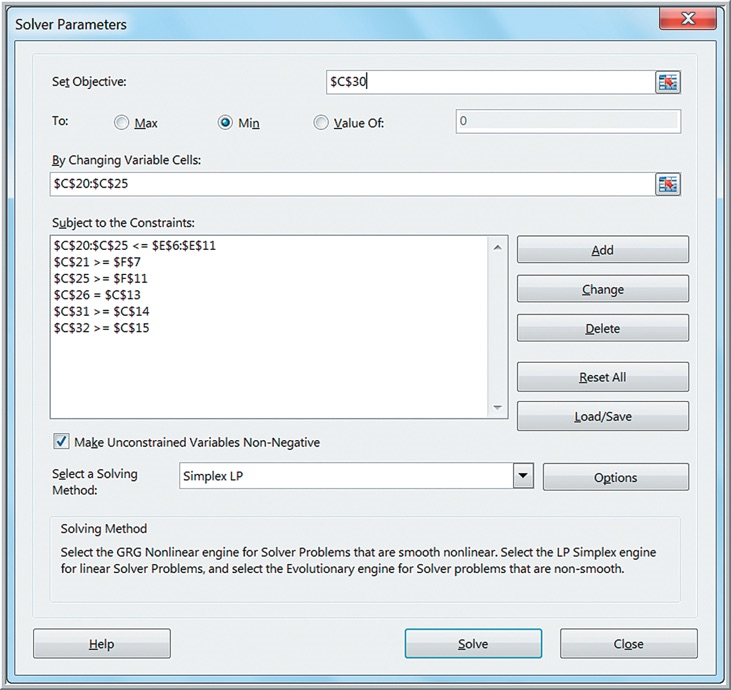 Solver Parameters
Set Objective:
$C$30
To:
Max
Min
Value Of:
0
By Changing Variable Cells:
$C$20:$C$25
Subject to the Constraints:
$C$20:$C$25 <= $E$6:$E$11
$C$21 >= $F$7
$C$25 >= $F$11
$C$26 = $C$13
$C$31 >= $C$14
$C$32 >= $C$15
Add
Change
Delete
Reset All
Load/Save
Make Unconstrained Variables Non-Negative
Select a Solving
Method:
Simplex LP
Options
Solving Method
Select the GRG Nonlinear engine for Solver Problems that are smooth nonlinear. Select the LP Simplex engine
for linear Solver Problems, and select the Evolutionary engine for Solver problems that are non-smooth.
Help
Solve
Close